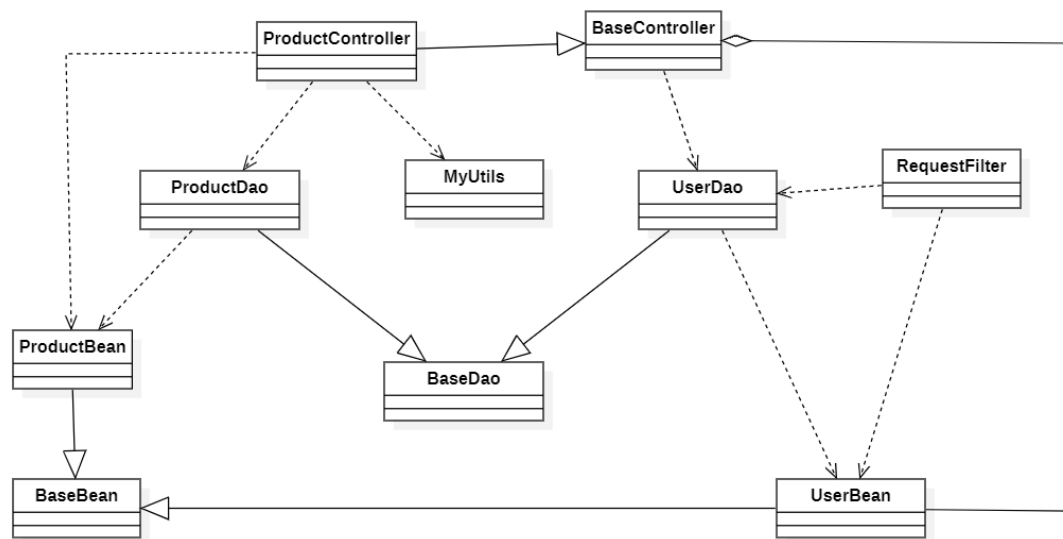 ProductController
BaseController
ProductDao
MyUtils
UserDao
RequestFilter
ProductBean
BaseDao
BaseBean
UserBean